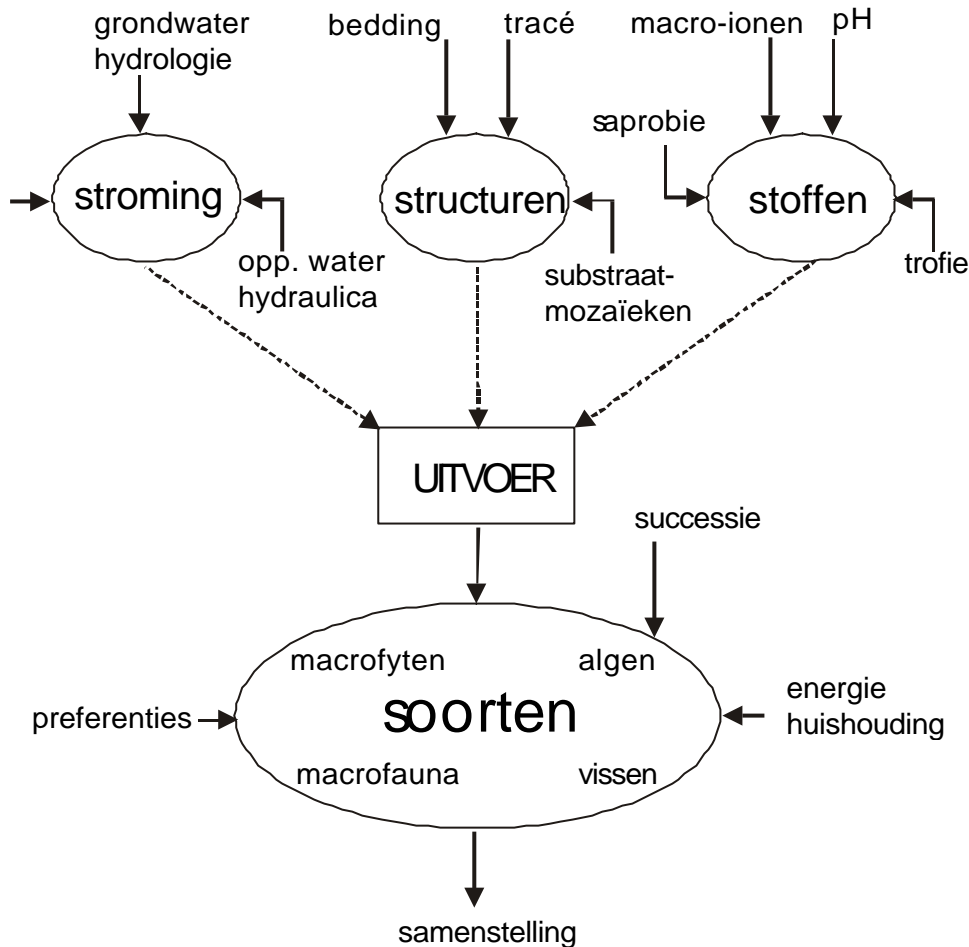 grondwater
hydrologie
bedding
tracé
macro-ionen
pH
saprobie
stroming
structuren
stoffen
opp. water
hydraulica
substraat-
mozaïeken
trofie
UITVOER
successie
macrofyten
algen
soorten
preferenties
energie
huishouding
macrofauna
vissen
samenstelling